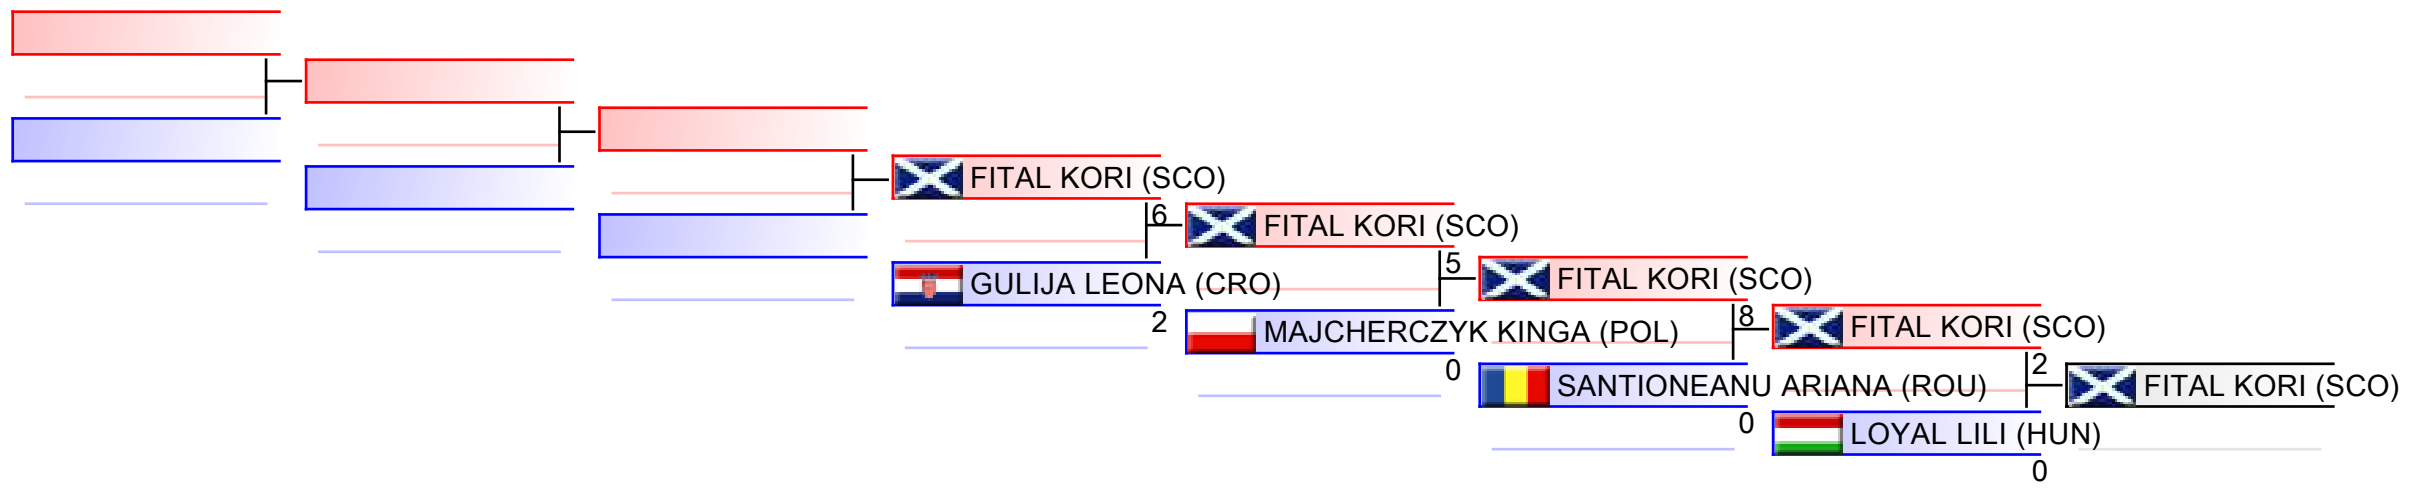 FITAL KORI (SCO)
6
GULIJA LEONA (CRO)
2
FITAL KORI (SCO)
5
MAJCHERCZYK KINGA (POL)
0
FITAL KORI (SCO)
8
SANTIONEANU ARIANA (ROU)
0
FITAL KORI (SCO)
2
LOYAL LILI (HUN)
0
FITAL KORI (SCO)